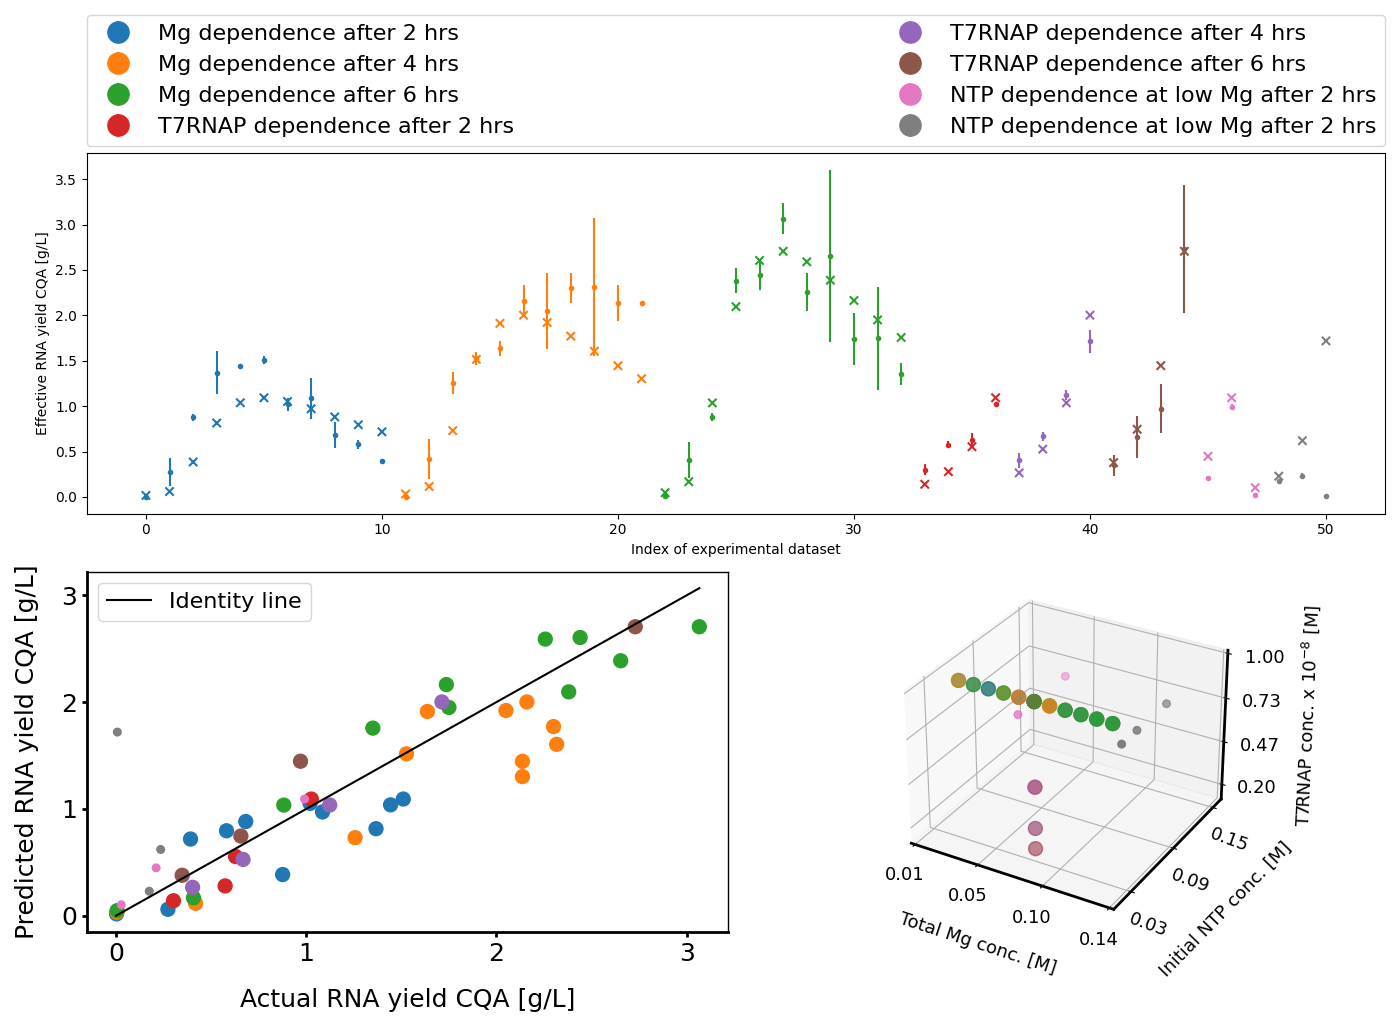 Mg dependence after 2 hrs
Mg dependence after 4 hrs
Mg dependence after 6 hrs
T7RNAP dependence after 2 hrs
T7RNAP dependence after 4 hrs
T7RNAP dependence after 6 hrs
NTP dependence at low Mg after 2 hrs
NTP dependence at low Mg after 2 hrs
Effective RNA yield CQA [g/L]
3.5
3.0
2.5
2.0
1.5
1.0
0.5
0.0
0 10 20 30 40 50
Index of experimental dataset
Predicted RNA yield CQA [g/L]
3
2
1
0
Identity line
0 1 2 3
Actual RNA yield CQA [g/L]
1.00
0.73
0.47
0.20
T7RNAP conc. x 10⁻⁸ [M]
0.15
0.09
0.03
Initial NTP conc. [M]
0.01
0.05
0.10
0.14
Total Mg conc. [M]